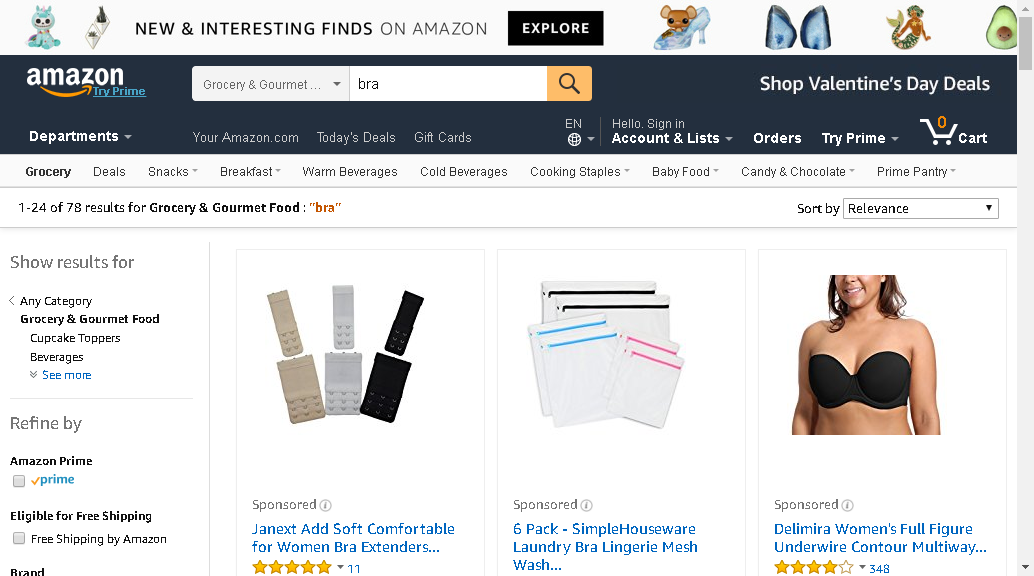 NEW & INTERESTING FINDS ON AMAZON EXPLORE
amazon
Try Prime
Grocery & Gourmet ... bra
Shop Valentine's Day Deals
Departments
Your Amazon.com Today's Deals Gift Cards
EN
Hello. Sign in
Account & Lists Orders Try Prime
0
Cart
Grocery Deals Snacks Breakfast Warm Beverages Cold Beverages Cooking Staples Baby Food Candy & Chocolate Prime Pantry
1-24 of 78 results for Grocery & Gourmet Food : "bra"
Sort by Relevance
Show results for
Any Category
Grocery & Gourmet Food
Cupcake Toppers
Beverages
See more
Refine by
Amazon Prime
prime
Eligible for Free Shipping
Free Shipping by Amazon
Brand
Sponsored
Janext Add Soft Comfortable
for Women Bra Extenders...
11
Sponsored
6 Pack - SimpleHouseware
Laundry Bra Lingerie Mesh
Wash...
Sponsored
Delimira Women's Full Figure
Underwire Contour Multiway...
348